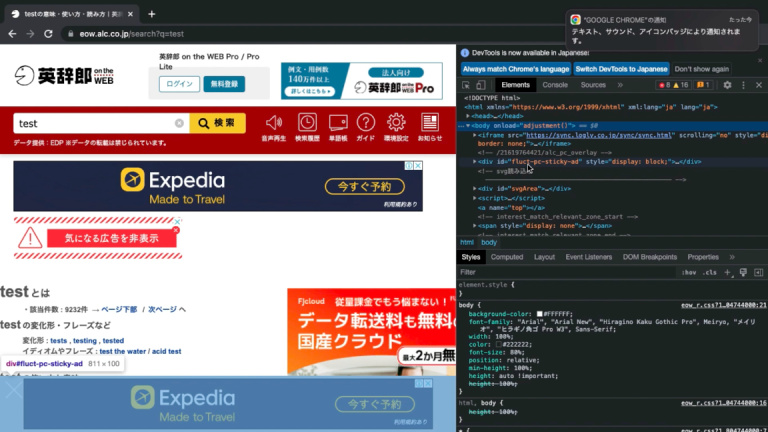 testの意味・使い方・読み方 | 英辞
eow.alc.co.jp/search?q=test
"GOOGLE CHROME"の通知
たった今
テキスト、サウンド、アイコンバッジにより通知されます。
英辞郎 on the WEB
英辞郎 on the WEB Pro / Pro Lite
ログイン
無料登録
例文・用例数
140万件以上
詳しくはこちら
法人向け
英辞郎 on the WEB Pro
test
検索
音声再生
検索履歴
単語帳
ガイド
環境設定
お知らせ
データ提供：EDP ※データの転載は禁じられています。
Expedia
Made to Travel
今すぐ予約
利用規約あり
気になる広告を非表示
test とは
・該当件数 : 9232件 → ページ下部 / 次ページ へ
test の変化形・フレーズなど
変化形 : tests , testing , tested
イディオムやフレーズ : test the water / acid test
div#fluct-pc-sticky-ad 811 × 100
Fjcloud
従量課金でもう悩まない!
データ転送料も無料の
国産クラウド
最大2か月無
Expedia
Made to Travel
今すぐ予約
利用規約あり
DevTools is now available in Japanese!
Always match Chrome's language
Switch DevTools to Japanese
Don't show again
Elements
Console
Sources
»
8
16
1
<!DOCTYPE html>
<html xmlns="https://www.w3.org/1999/xhtml" xml:lang="ja" lang="ja">
<head>…</head>
<body onload="adjustment()"> == $0
<iframe src="https://sync.logly.co.jp/sync/sync.html" scrolling="no" style="di
border: none;">…</iframe>
<!-- /21619764421/alc_pc_overlay -->
<div id="fluct-pc-sticky-ad" style="display: block;">…</div>
<!-- svg読み込み
-->
<div id="svgArea">…</div>
<script>…</script>
<a name="top"></a>
<!-- interest_match_relevant_zone_start -->
<span style="display: none">…</span>
<!-- interest_match_relevant_zone_end -->
html
body
Styles
Computed
Layout
Event Listeners
DOM Breakpoints
Properties
»
Filter
:hov
.cls
+
element.style {
}
body {
eow_r.css?1…04744800:21
background-color: #FFFFFF;
font-family: "Arial", "Arial New", "Hiragino Kaku Gothic Pro", Meiryo, "メイリ
オ", "ヒラギノ角ゴ Pro W3", Sans-Serif;
width: 100%;
color: #222222;
font-size: 80%;
position: relative;
min-height: 100%;
height: auto !important;
height: 100%;
}
html, body {
eow_r.css?1…04744800:16
height: 100%;
}
eow_r.css?1…04744800:7